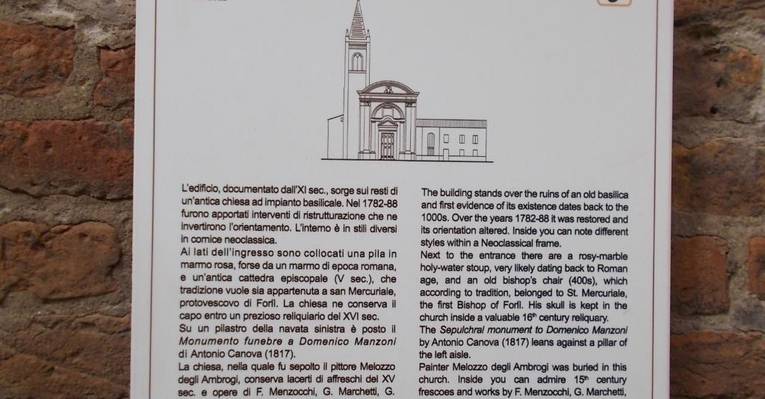 L'edificio, documentato dall'XI sec., sorge sui resti di
un'antica chiesa ad impianto basilicale. Nel 1782-88
furono apportati interventi di ristrutturazione che ne
invertirono l'orientamento. L'interno è in stili diversi
in cornice neoclassica.
Ai lati dell'ingresso sono collocati una pila in
marmo rosa, forse da un marmo di epoca romana,
e un'antica cattedra episcopale (V sec.), che
tradizione vuole sia appartenuta a san Mercuriale,
protovescovo di Forlì. La chiesa ne conserva il
capo entro un prezioso reliquiario del XVI sec.
Su un pilastro della navata sinistra è posto il
Monumento funebre a Domenico Manzoni
di Antonio Canova (1817).
La chiesa, nella quale fu sepolto il pittore Melozzo
degli Ambrogi, conserva lacerti di affreschi del XV
sec. e opere di F. Menzocchi, G. Marchetti, G.
The building stands over the ruins of an old basilica
and first evidence of its existence dates back to the
1000s. Over the years 1782-88 it was restored and
its orientation altered. Inside you can note different
styles within a Neoclassical frame.
Next to the entrance there are a rosy-marble
holy-water stoup, very likely dating back to Roman
age, and an old bishop's chair (400s), which
according to tradition, belonged to St. Mercuriale,
the first Bishop of Forlì. His skull is kept in the
church inside a valuable 16th century reliquary.
The Sepulchral monument to Domenico Manzoni
by Antonio Canova (1817) leans against a pillar of
the left aisle.
Painter Melozzo degli Ambrogi was buried in this
church. Inside you can admire 15th century
frescoes and works by F. Menzocchi, G. Marchetti,